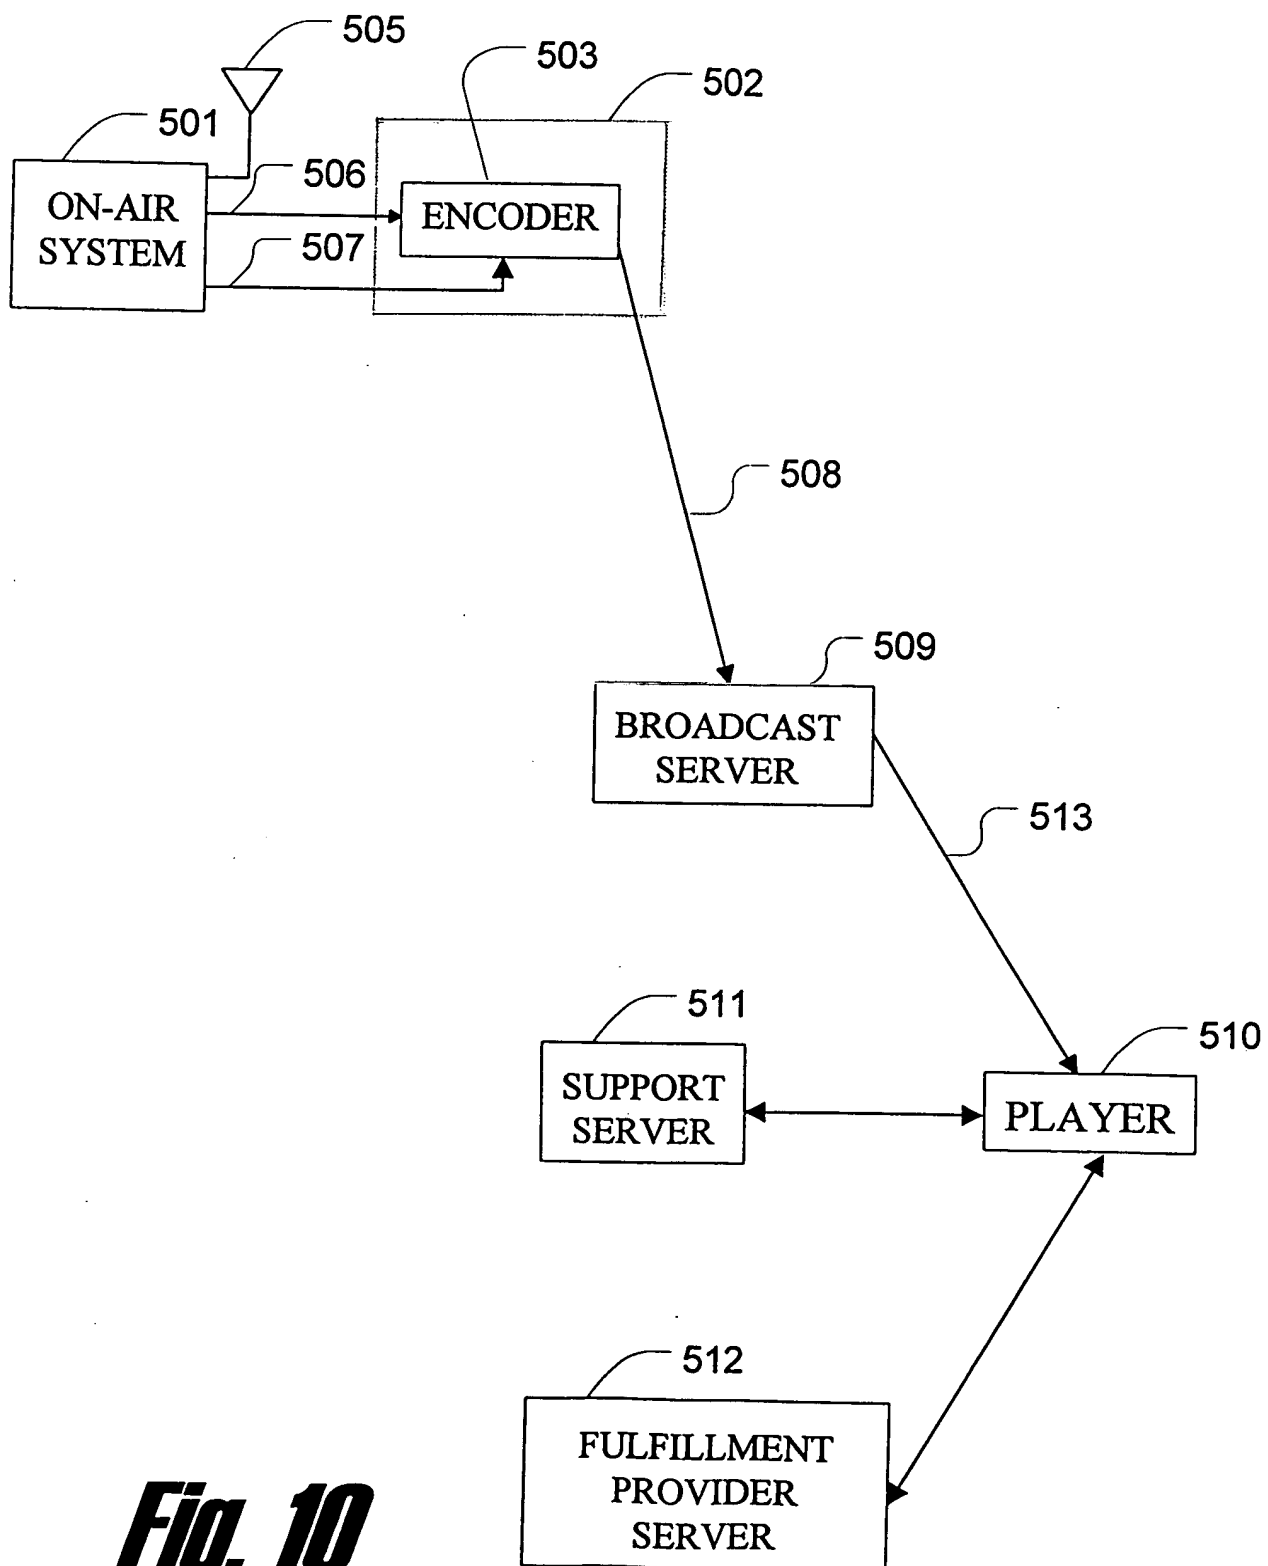 505
503
502
501
506
507
ON-AIR
SYSTEM
ENCODER
508
509
BROADCAST
SERVER
513
511
510
SUPPORT
SERVER
PLAYER
512
FULFILLMENT
PROVIDER
SERVER
Fig. 10